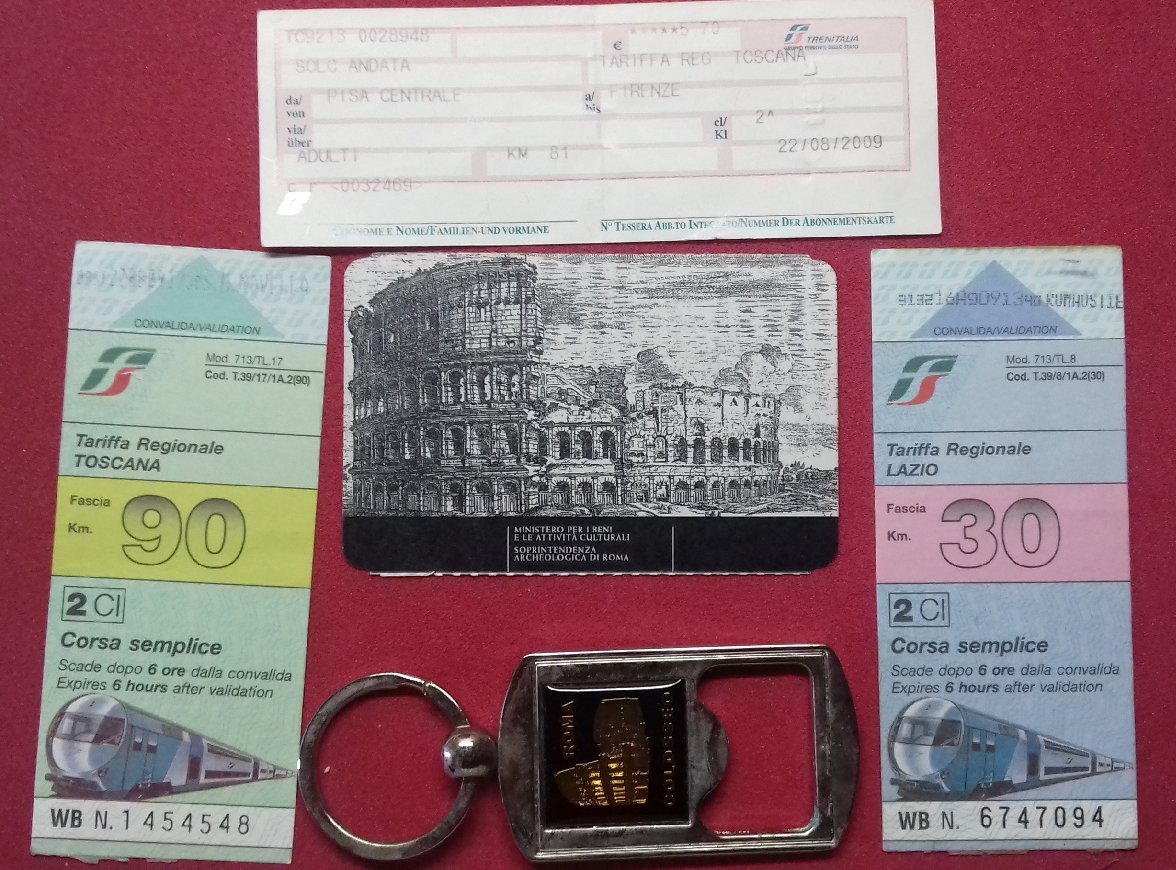 TC9213 0028948
€ *****5 70
TRENITALIA
GRUPPO FERROVIE DELLO STATO
SOLO ANDATA
TARIFFA REG TOSCANA
da/
von
PISA CENTRALE
a/
bis
FIRENZE
via/
über
cl/
Kl
2^
ADULTI
KM 81
22/08/2009
<0032469>
COGNOME E NOME/FAMILIEN-UND VORMANE
N° TESSERA ABB.TO INTEGRATO/NUMMER DER ABONNEMENTSKARTE
CONVALIDA/VALIDATION
Mod. 713/TL.17
Cod. T.39/17/1A.2(90)
Tariffa Regionale
TOSCANA
Fascia
Km.
90
2 Cl
Corsa semplice
Scade dopo 6 ore dalla convalida
Expires 6 hours after validation
WB N. 1454548
MINISTERO PER I BENI
E LE ATTIVITÀ CULTURALI
SOPRINTENDENZA
ARCHEOLOGICA DI ROMA
ROMA
COLOSSEO
CONVALIDA/VALIDATION
Mod. 713/TL.8
Cod. T.39/8/1A.2(30)
Tariffa Regionale
LAZIO
Fascia
Km.
30
2 Cl
Corsa semplice
Scade dopo 6 ore dalla convalida
Expires 6 hours after validation
WB N. 6747094